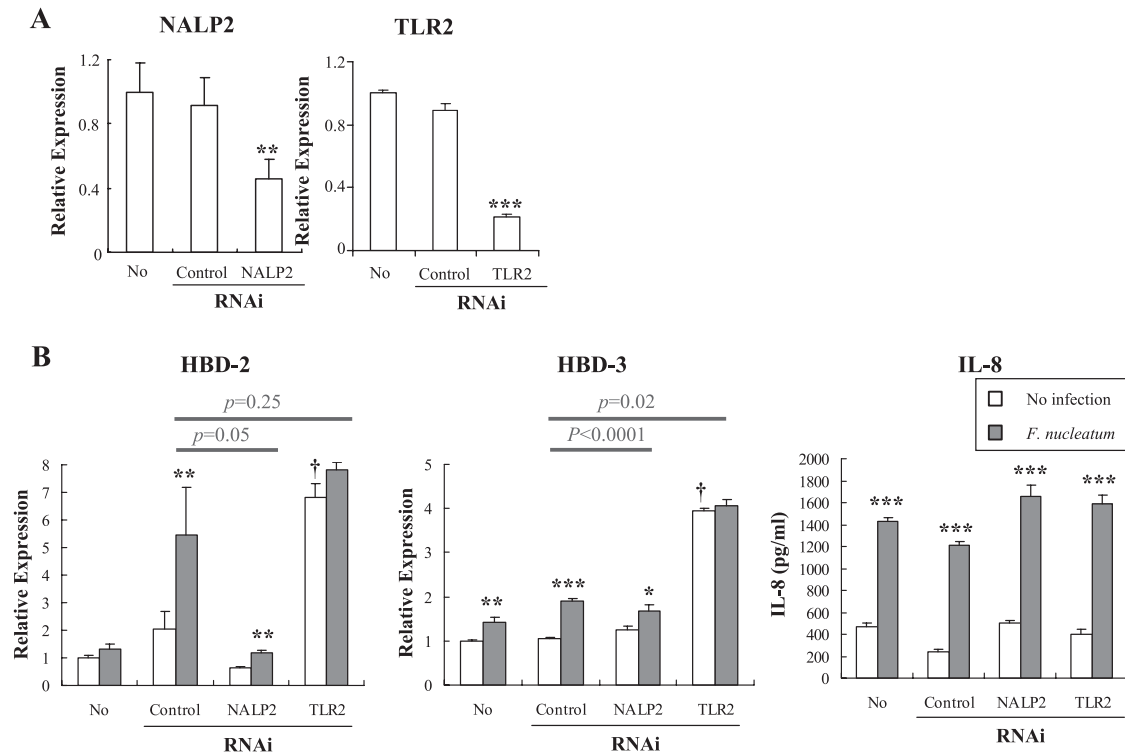 A
NALP2
TLR2
Relative Expression
1.2
0.8
0.4
0
**
No
Control
NALP2
RNAi
Relative Expression
1.2
0.8
0.4
0
***
No
Control
TLR2
RNAi
B
HBD-2
HBD-3
IL-8
p=0.25
p=0.05
Relative Expression
8
7
6
5
4
3
2
1
0
**
**
†
No
Control
NALP2
TLR2
RNAi
p=0.02
P<0.0001
Relative Expression
5
4
3
2
1
0
**
***
*
†
No
Control
NALP2
TLR2
RNAi
No infection
F. nucleatum
IL-8 (pg/ml)
2000
1800
1600
1400
1200
1000
800
600
400
200
0
***
***
***
***
No
Control
NALP2
TLR2
RNAi